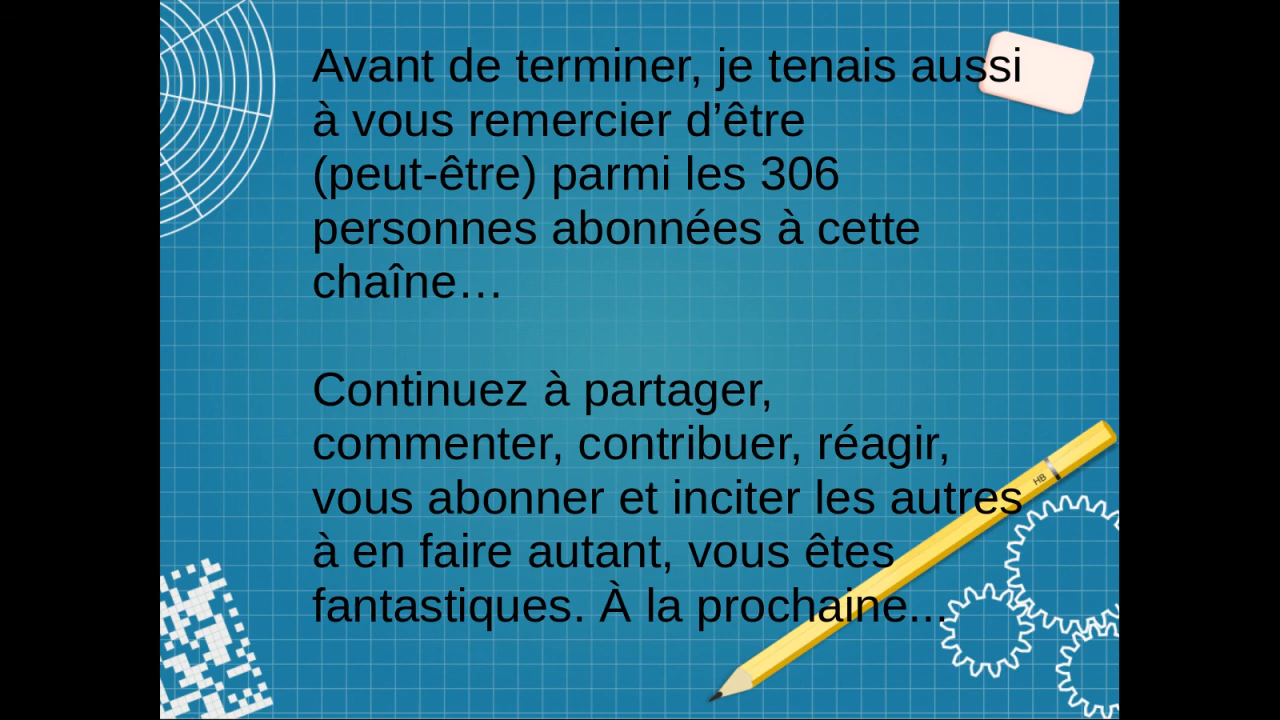 Avant de terminer, je tenais aussi
à vous remercier d’être
(peut-être) parmi les 306
personnes abonnées à cette
chaîne…
Continuez à partager,
commenter, contribuer, réagir,
vous abonner et inciter les autres
à en faire autant, vous êtes
fantastiques. À la prochaine...
HB